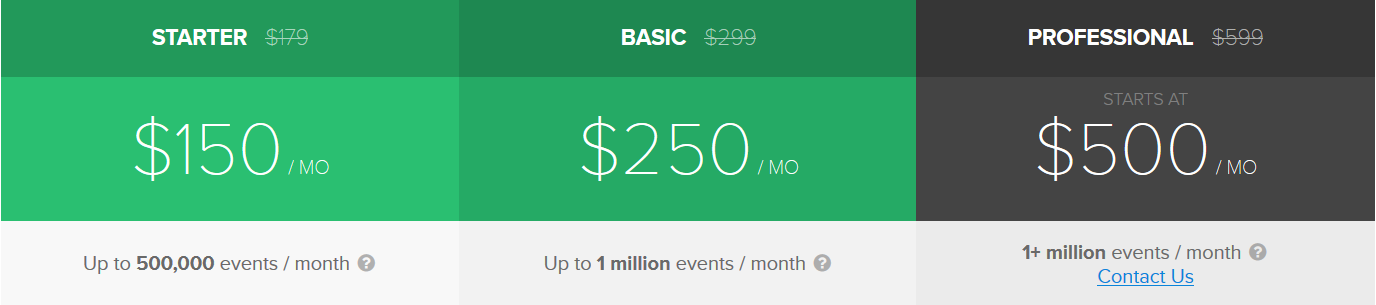 STARTER $179
$150 / MO
Up to 500,000 events / month ?
BASIC $299
$250 / MO
Up to 1 million events / month ?
PROFESSIONAL $599
STARTS AT
$500 / MO
1+ million events / month ?
Contact Us